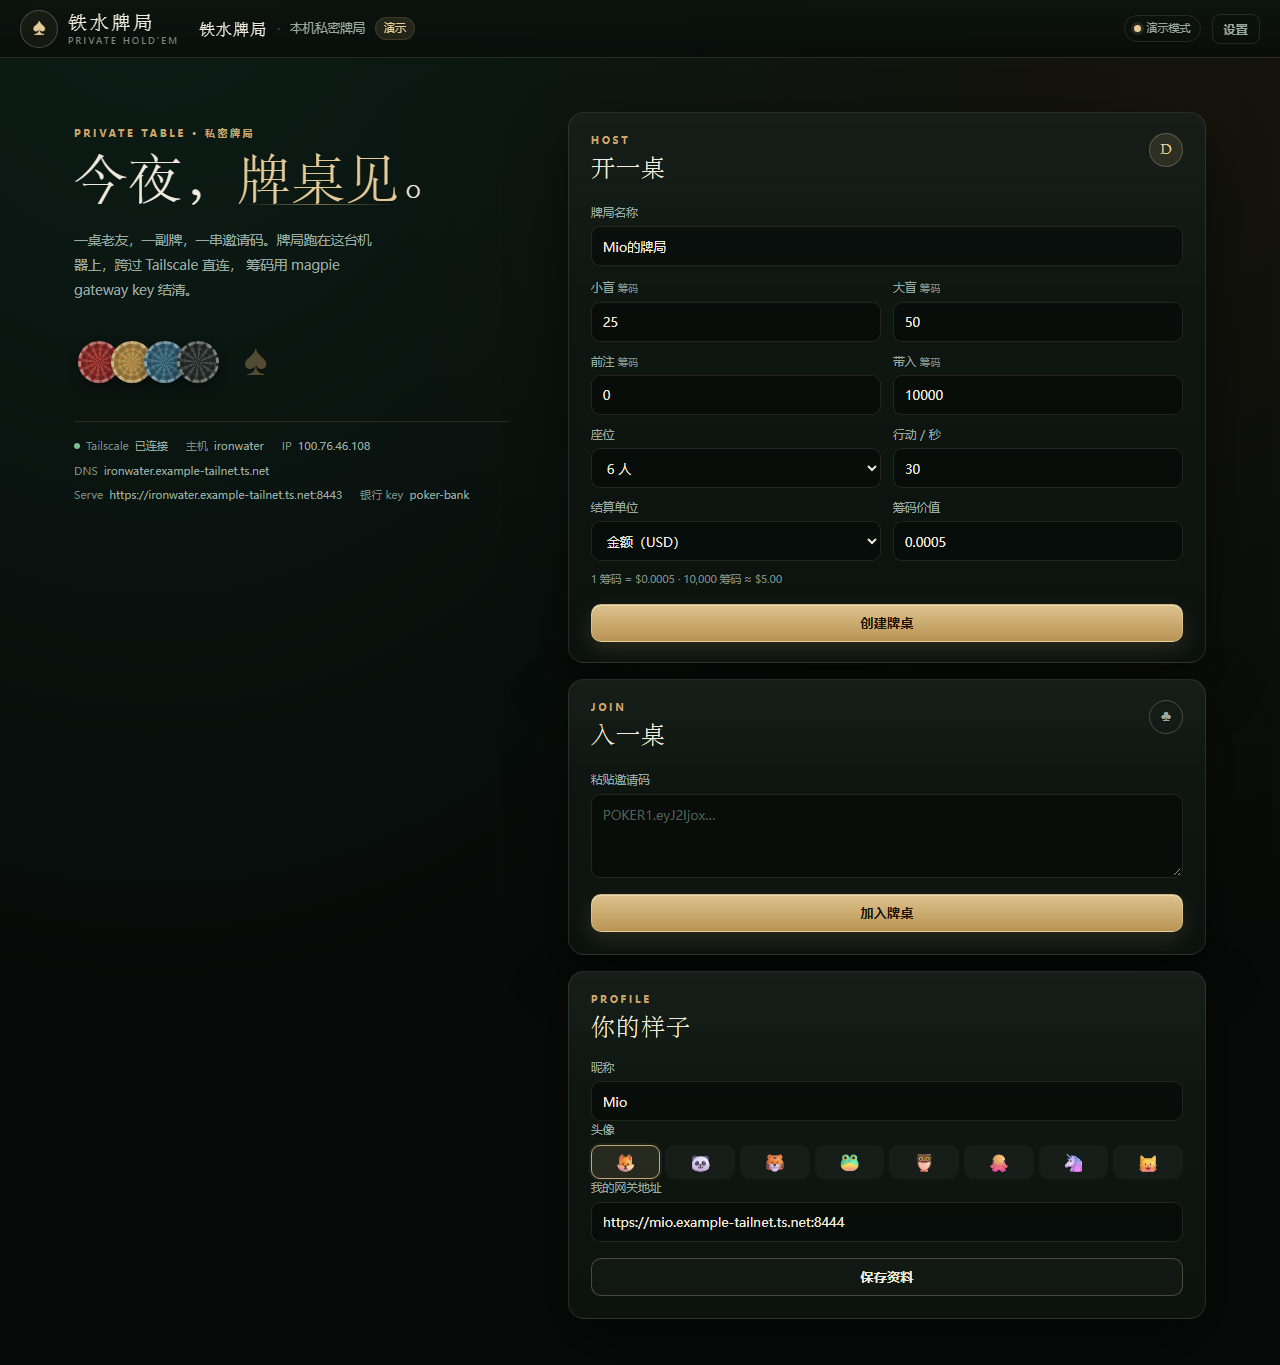 铁水牌局
PRIVATE HOLD'EM
铁水牌局 · 本机私密牌局 演示
演示模式
设置
PRIVATE TABLE • 私密牌局
今夜，牌桌见。
一桌老友，一副牌，一串邀请码。牌局跑在这台机
器上，跨过 Tailscale 直连， 筹码用 magpie
gateway key 结清。
Tailscale 已连接 主机 ironwater IP 100.76.46.108
DNS ironwater.example-tailnet.ts.net
Serve https://ironwater.example-tailnet.ts.net:8443 银行 key poker-bank
HOST
开一桌
D
牌局名称
Mio的牌局
小盲 筹码
大盲 筹码
25
50
前注 筹码
带入 筹码
0
10000
座位
行动 / 秒
6 人
30
结算单位
筹码价值
金额（USD）
0.0005
1 筹码 = $0.0005 · 10,000 筹码 ≈ $5.00
创建牌桌
JOIN
入一桌
粘贴邀请码
POKER1.eyJ2Ijox...
加入牌桌
PROFILE
你的样子
昵称
Mio
头像
我的网关地址
https://mio.example-tailnet.ts.net:8444
保存资料